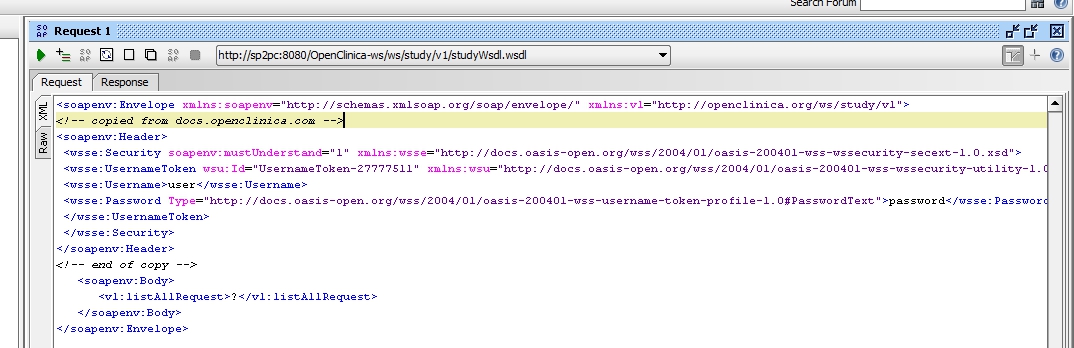 Search Forum
SO
AP
Request 1
SO
AP
SO
AP
http://sp2pc:8080/OpenClinica-ws/ws/study/v1/studyWsdl.wsdl
Request
Response
XML
Raw
<soapenv:Envelope xmlns:soapenv="http://schemas.xmlsoap.org/soap/envelope/" xmlns:v1="http://openclinica.org/ws/study/v1">
<!-- copied from docs.openclinica.com -->
<soapenv:Header>
<wsse:Security soapenv:mustUnderstand="1" xmlns:wsse="http://docs.oasis-open.org/wss/2004/01/oasis-200401-wss-wssecurity-secext-1.0.xsd">
<wsse:UsernameToken wsu:Id="UsernameToken-27777511" xmlns:wsu="http://docs.oasis-open.org/wss/2004/01/oasis-200401-wss-wssecurity-utility-1.0
<wsse:Username>user</wsse:Username>
<wsse:Password Type="http://docs.oasis-open.org/wss/2004/01/oasis-200401-wss-username-token-profile-1.0#PasswordText">password</wsse:Password
</wsse:UsernameToken>
</wsse:Security>
</soapenv:Header>
<!-- end of copy -->
<soapenv:Body>
<v1:listAllRequest>?</v1:listAllRequest>
</soapenv:Body>
</soapenv:Envelope>